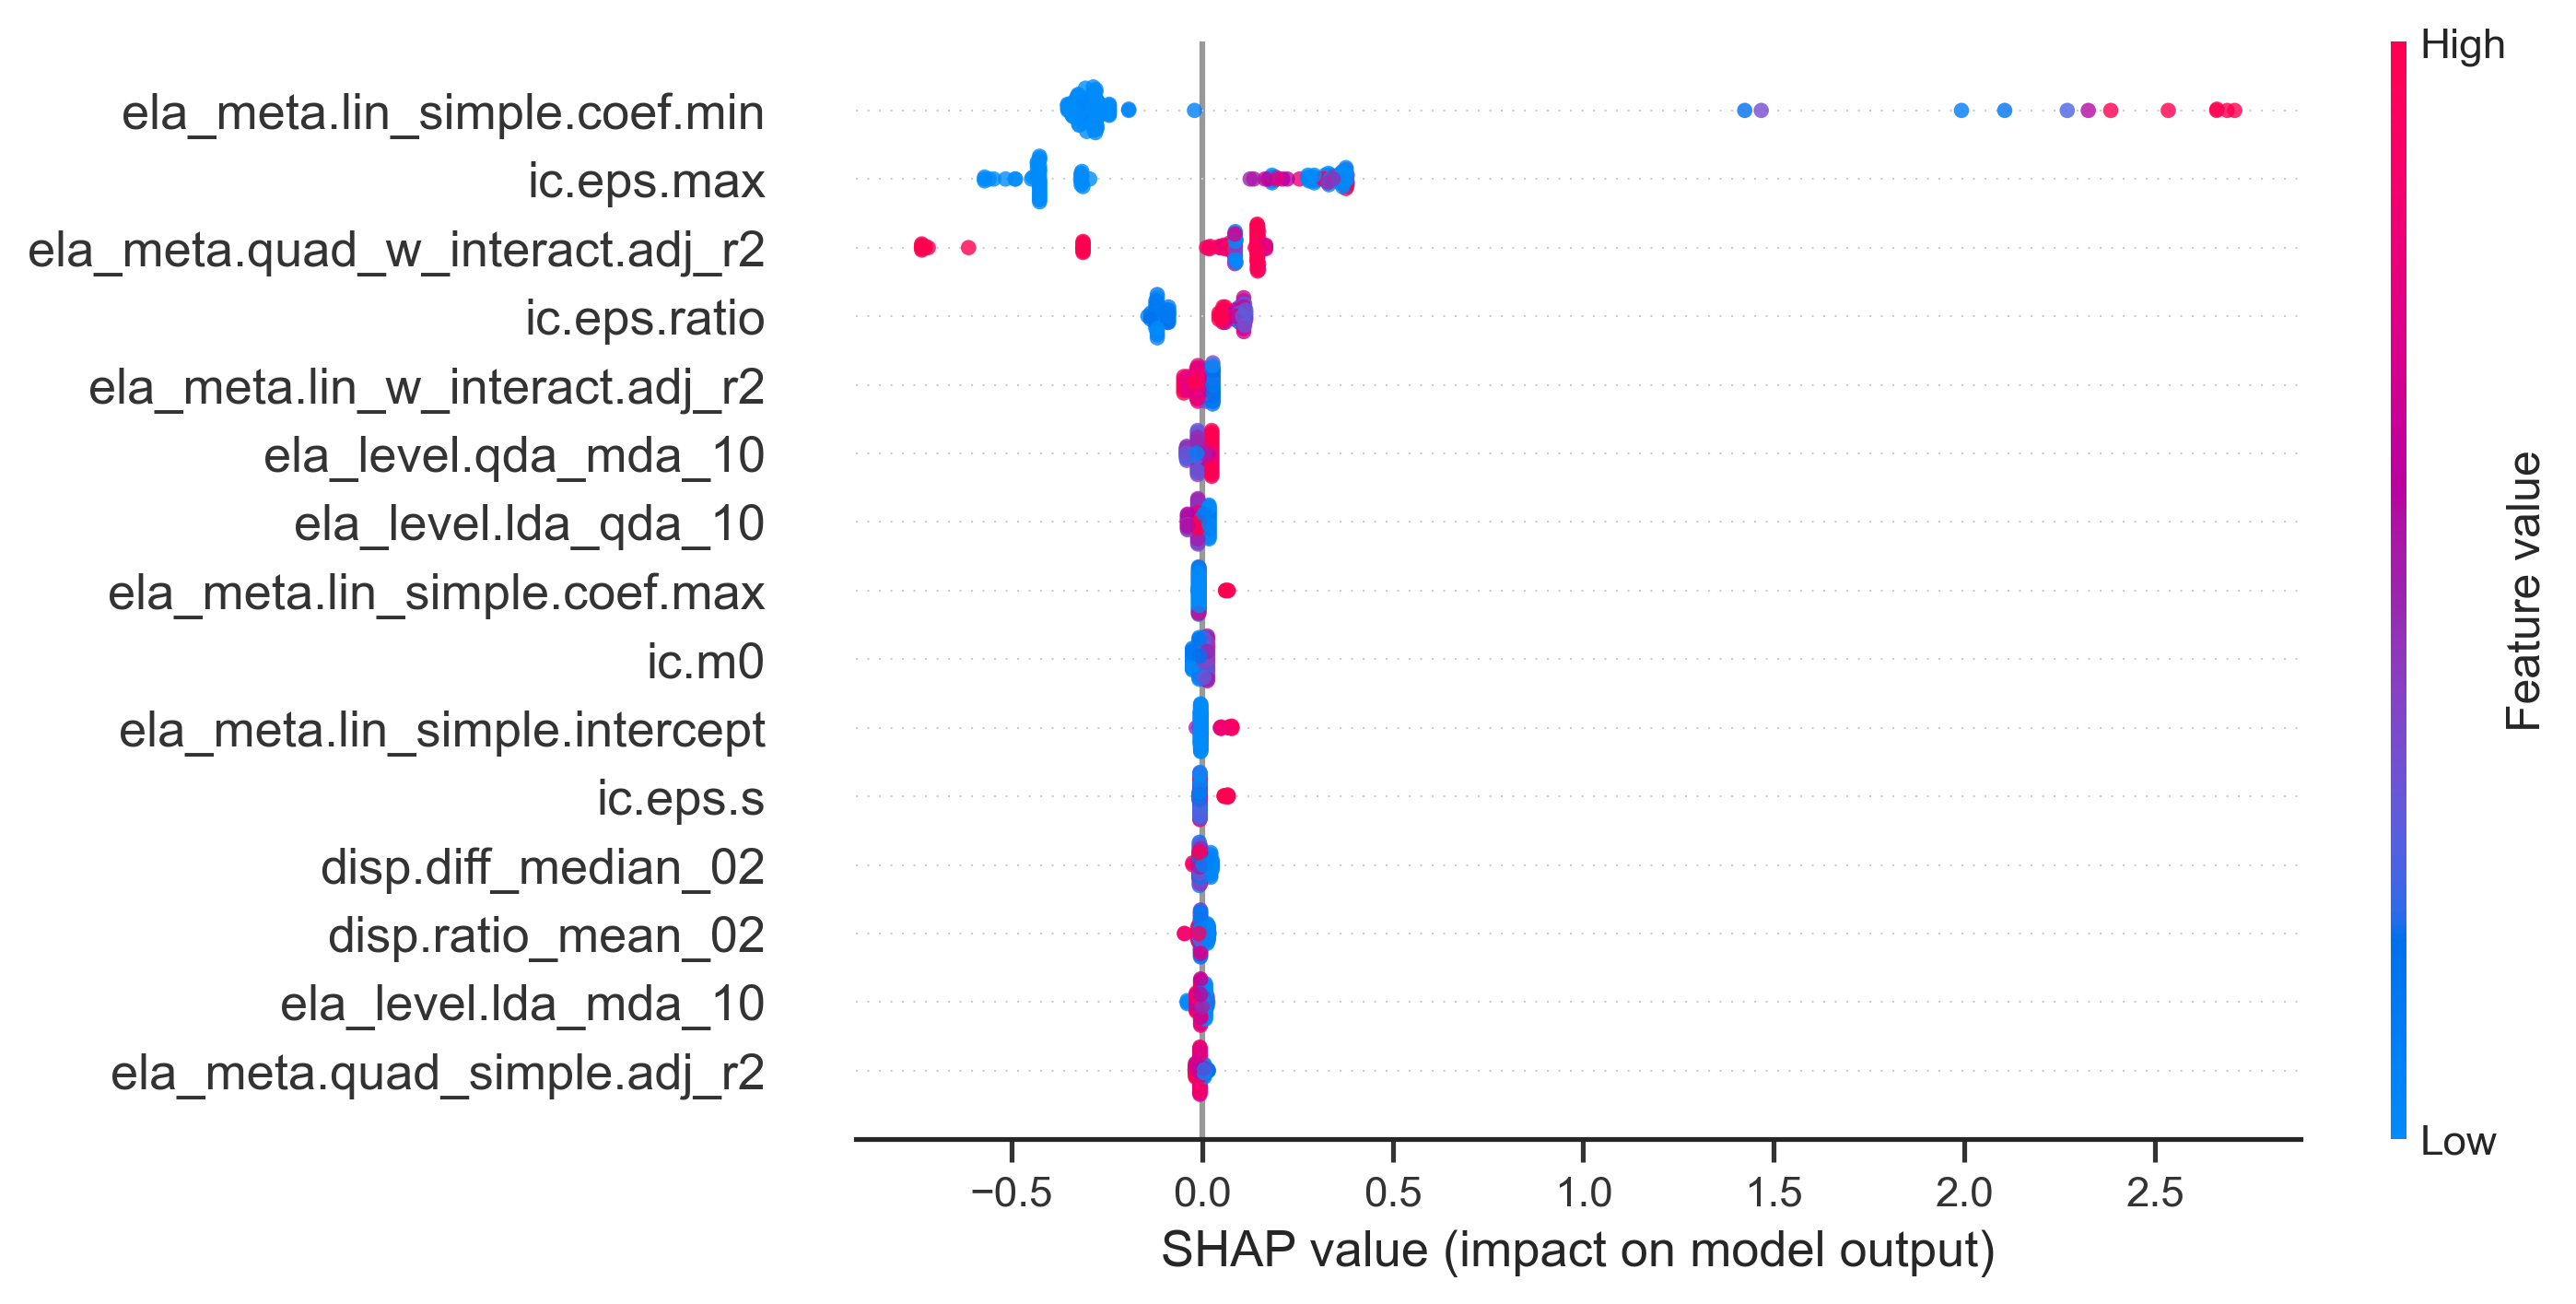 High
ela_meta.lin_simple.coef.min
ic.eps.max
ela_meta.quad_w_interact.adj_r2
ic.eps.ratio
ela_meta.lin_w_interact.adj_r2
ela_level.qda_mda_10
ela_level.lda_qda_10
ela_meta.lin_simple.coef.max
ic.m0
ela_meta.lin_simple.intercept
ic.eps.s
disp.diff_median_02
disp.ratio_mean_02
ela_level.lda_mda_10
ela_meta.quad_simple.adj_r2
Feature value
Low
−0.5 0.0 0.5 1.0 1.5 2.0 2.5
SHAP value (impact on model output)